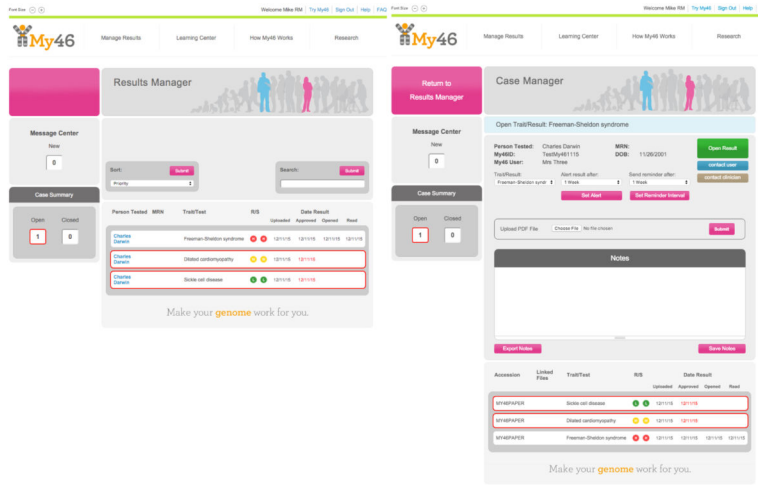 Font Size
Welcome Mike RM | Try My46 | Sign Out | Help | FAQ
My46
Manage Results
Learning Center
How My46 Works
Research
Results Manager
Message Center
New
0
Case Summary
Open
Closed
1
0
Sort:
Submit
Priority
Search:
Submit
Person Tested
MRN
Trait/Test
R/S
Date Result
Uploaded
Approved
Opened
Read
Charles Darwin
Freeman-Sheldon syndrome
12/11/15
12/11/15
12/11/15
12/11/15
Charles Darwin
Dilated cardiomyopathy
12/11/15
12/11/15
Charles Darwin
Sickle cell disease
12/11/15
12/11/15
Make your genome work for you.
Font Size
Welcome Mike RM | Try My46 | Sign Out | Help |
My46
Manage Results
Learning Center
How My46 Works
Research
Return to
Results Manager
Case Manager
Message Center
New
0
Case Summary
Open
Closed
1
0
Open Trait/Result: Freeman-Sheldon syndrome
Person Tested: Charles Darwin
MRN:
My46ID: TestMy461115
DOB: 11/26/2001
My46 User: Mrs Three
Open Result
contact user
contact clinician
Trait/Result:
Freeman-Sheldon synd
Alert result after:
1 Week
Send reminder after:
1 Week
Set Alert
Set Reminder Interval
Upload PDF File
Choose File
No file chosen
Submit
Notes
Export Notes
Save Notes
Accession
Linked Files
Trait/Test
R/S
Date Result
Uploaded
Approved
Opened
Read
MY46PAPER
Sickle cell disease
12/11/15
12/11/15
MY46PAPER
Dilated cardiomyopathy
12/11/15
12/11/15
MY46PAPER
Freeman-Sheldon syndrome
12/11/15
12/11/15
12/11/15
12/11/15
Make your genome work for you.